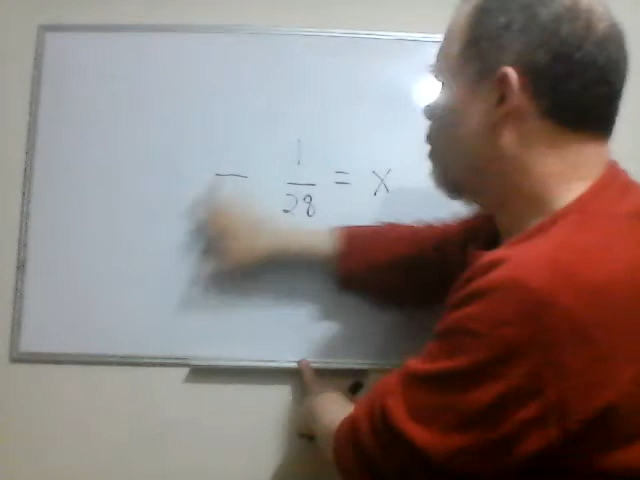 — 1/28 = x